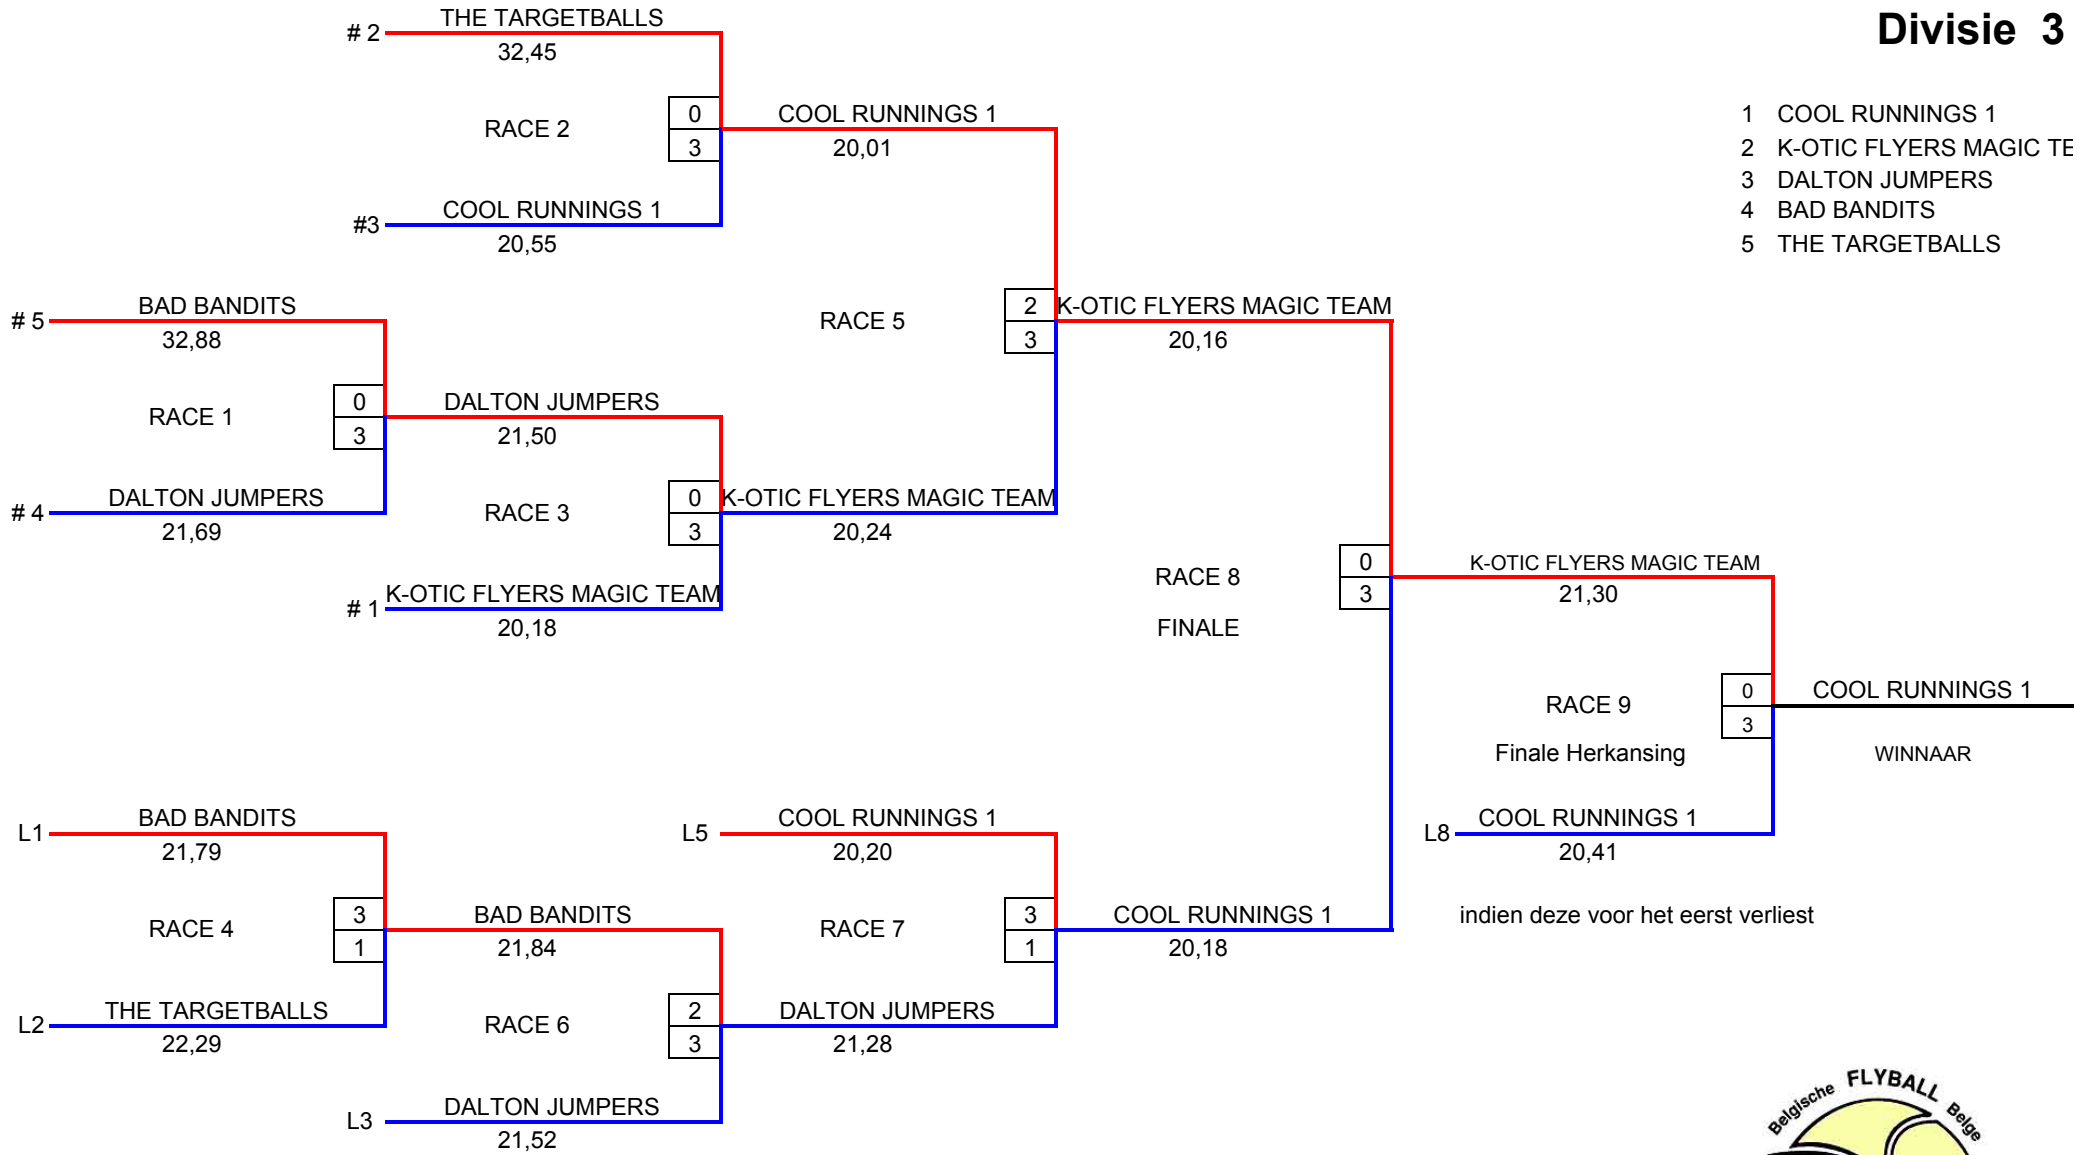 Divisie 3
# 2 THE TARGETBALLS
32,45
RACE 2
0
3
COOL RUNNINGS 1
20,01
#3 COOL RUNNINGS 1
20,55
1 COOL RUNNINGS 1
2 K-OTIC FLYERS MAGIC TE
3 DALTON JUMPERS
4 BAD BANDITS
5 THE TARGETBALLS
# 5 BAD BANDITS
32,88
RACE 1
0
3
DALTON JUMPERS
21,50
# 4 DALTON JUMPERS
21,69
RACE 3
0
3
K-OTIC FLYERS MAGIC TEAM
20,24
# 1 K-OTIC FLYERS MAGIC TEAM
20,18
RACE 5
2
3
K-OTIC FLYERS MAGIC TEAM
20,16
RACE 8
FINALE
0
3
K-OTIC FLYERS MAGIC TEAM
21,30
RACE 9
Finale Herkansing
0
3
COOL RUNNINGS 1
WINNAAR
L8 COOL RUNNINGS 1
20,41
indien deze voor het eerst verliest
L1 BAD BANDITS
21,79
RACE 4
3
1
BAD BANDITS
21,84
L2 THE TARGETBALLS
22,29
RACE 6
2
3
DALTON JUMPERS
21,28
L3 DALTON JUMPERS
21,52
L5 COOL RUNNINGS 1
20,20
RACE 7
3
1
COOL RUNNINGS 1
20,18
Belgische FLYBALL Belge